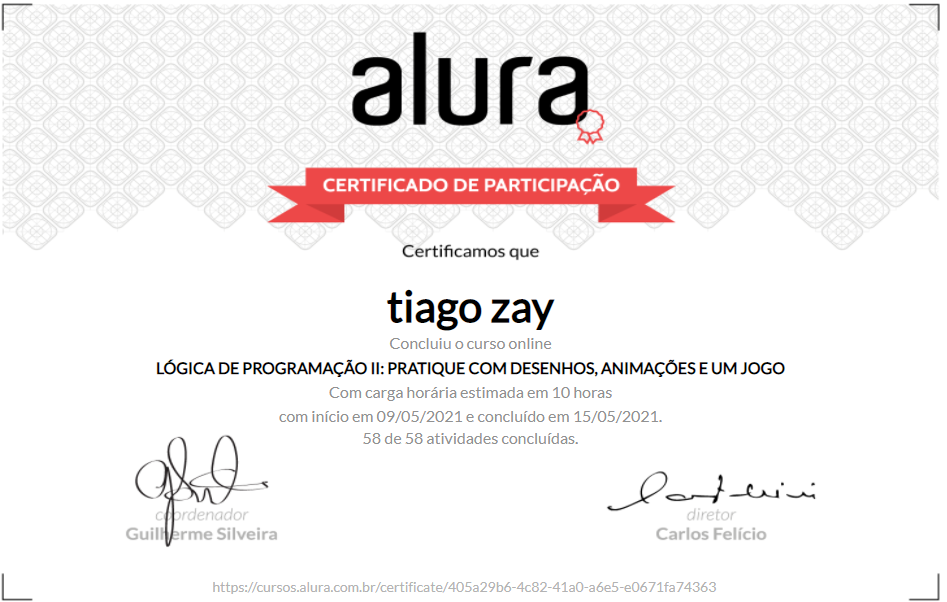 alura
CERTIFICADO DE PARTICIPAÇÃO
Certificamos que
tiago zay
Concluiu o curso online
LÓGICA DE PROGRAMAÇÃO II: PRATIQUE COM DESENHOS, ANIMAÇÕES E UM JOGO
Com carga horária estimada em 10 horas
com início em 09/05/2021 e concluído em 15/05/2021.
58 de 58 atividades concluídas.
coordenador
Guilherme Silveira
diretor
Carlos Felício
https://cursos.alura.com.br/certificate/405a29b6-4c82-41a0-a6e5-e0671fa74363